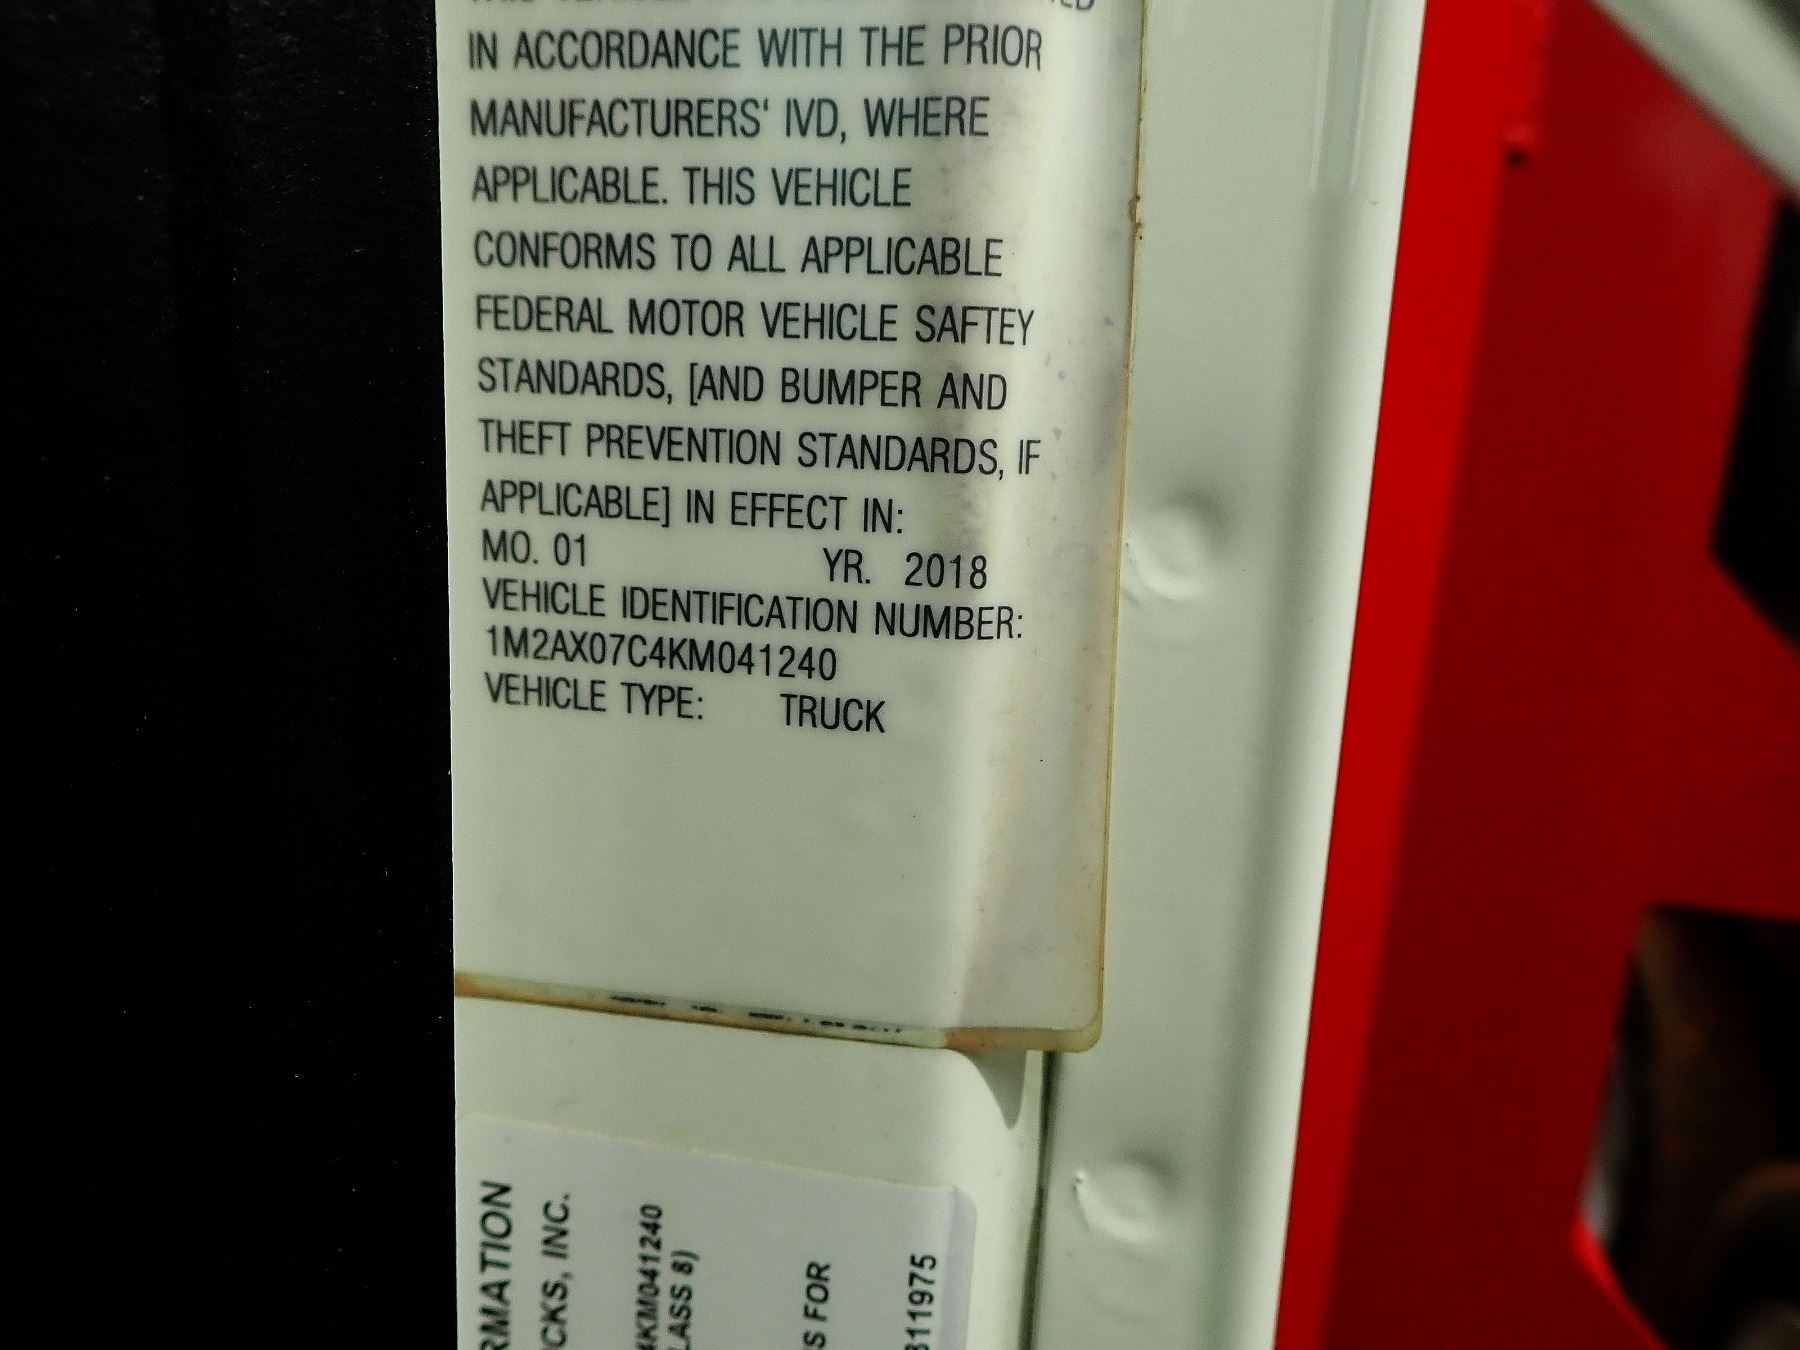 IN ACCORDANCE WITH THE PRIOR
MANUFACTURERS' IVD, WHERE
APPLICABLE. THIS VEHICLE
CONFORMS TO ALL APPLICABLE
FEDERAL MOTOR VEHICLE SAFTEY
STANDARDS, [AND BUMPER AND
THEFT PREVENTION STANDARDS, IF
APPLICABLE] IN EFFECT IN:
MO. 01 YR. 2018
VEHICLE IDENTIFICATION NUMBER:
1M2AX07C4KM041240
VEHICLE TYPE: TRUCK
RMATION
CKS, INC.
4KM041240
LASS 8)
S FOR
311975